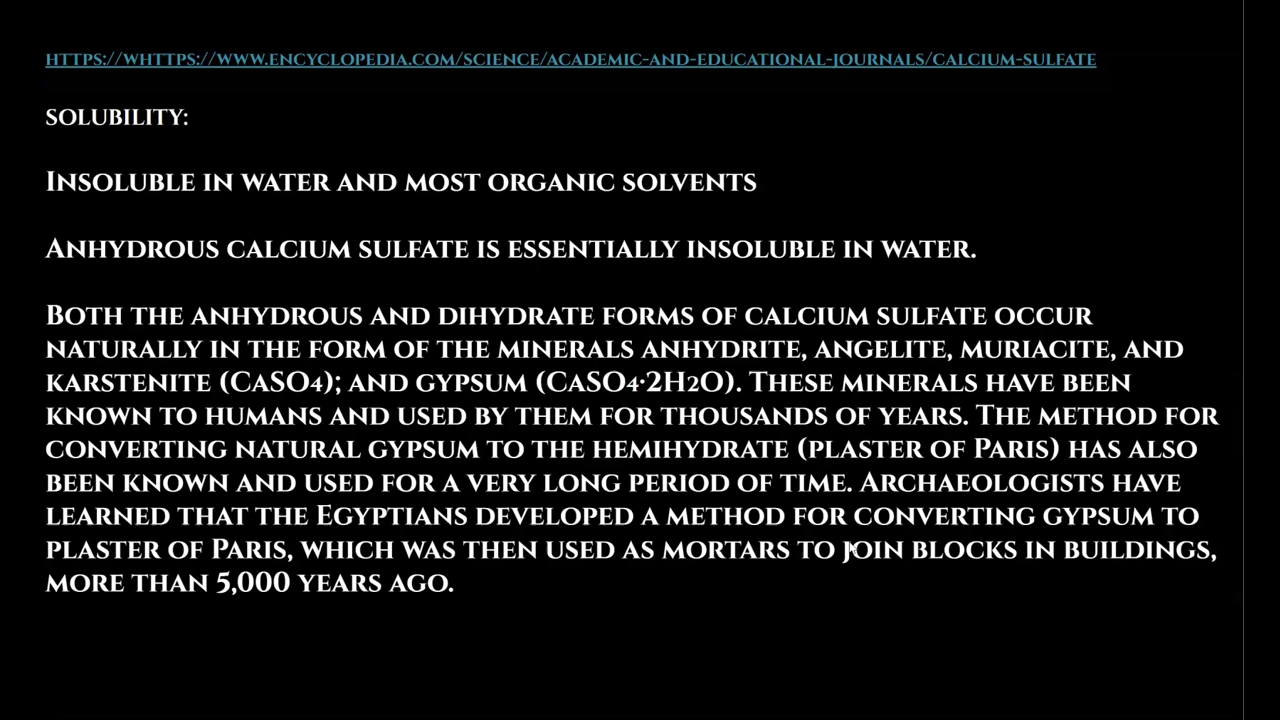 HTTPS://WHTTPS://WWW.ENCYCLOPEDIA.COM/SCIENCE/ACADEMIC-AND-EDUCATIONAL-JOURNALS/CALCIUM-SULFATE
SOLUBILITY:
Insoluble in water and most organic solvents
Anhydrous calcium sulfate is essentially insoluble in water.
Both the anhydrous and dihydrate forms of calcium sulfate occur
naturally in the form of the minerals anhydrite, angelite, muriacite, and
karstenite (CaSO4); and gypsum (CaSO4·2H2O). These minerals have been
known to humans and used by them for thousands of years. The method for
converting natural gypsum to the hemihydrate (plaster of Paris) has also
been known and used for a very long period of time. Archaeologists have
learned that the Egyptians developed a method for converting gypsum to
plaster of Paris, which was then used as mortars to join blocks in buildings,
more than 5,000 years ago.